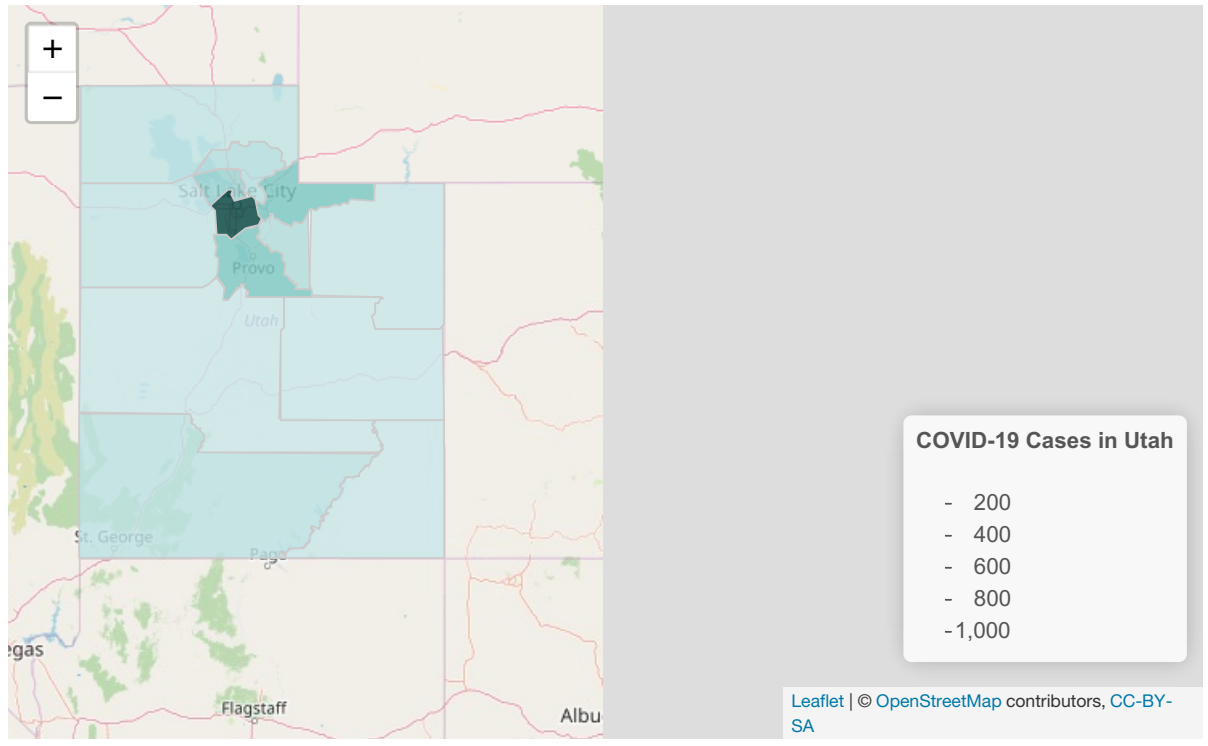 +
−
Salt Lake City
Provo
Utah
St. George
Page
egas
Flagstaff
Albu
COVID-19 Cases in Utah
- 200
- 400
- 600
- 800
-1,000
Leaflet | © OpenStreetMap contributors, CC-BY-
SA